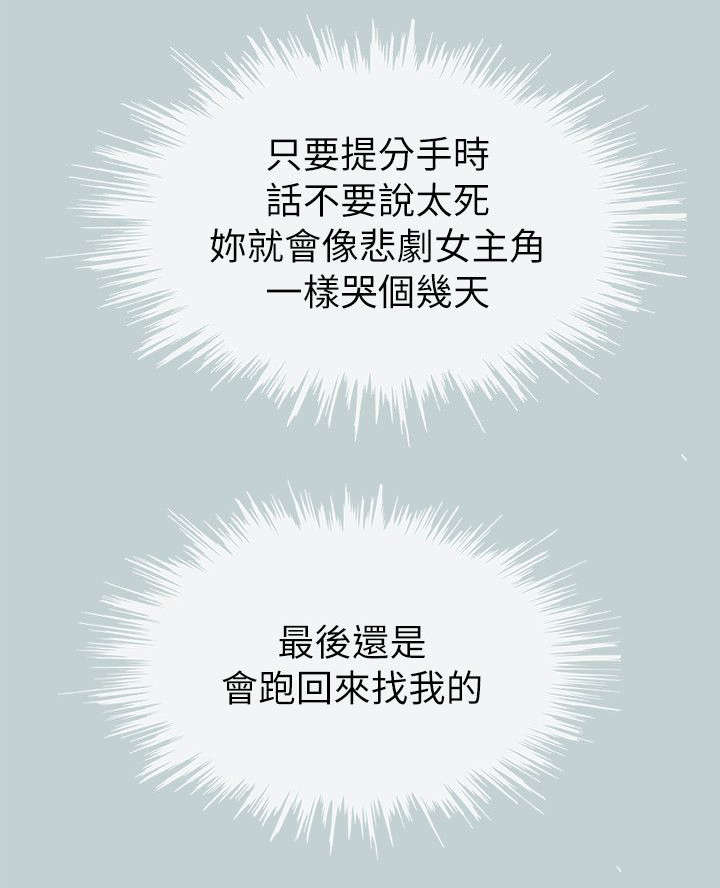 只要提分手時
話不要說太死
妳就會像悲劇女主角
一樣哭個幾天
最後還是
會跑回來找我的